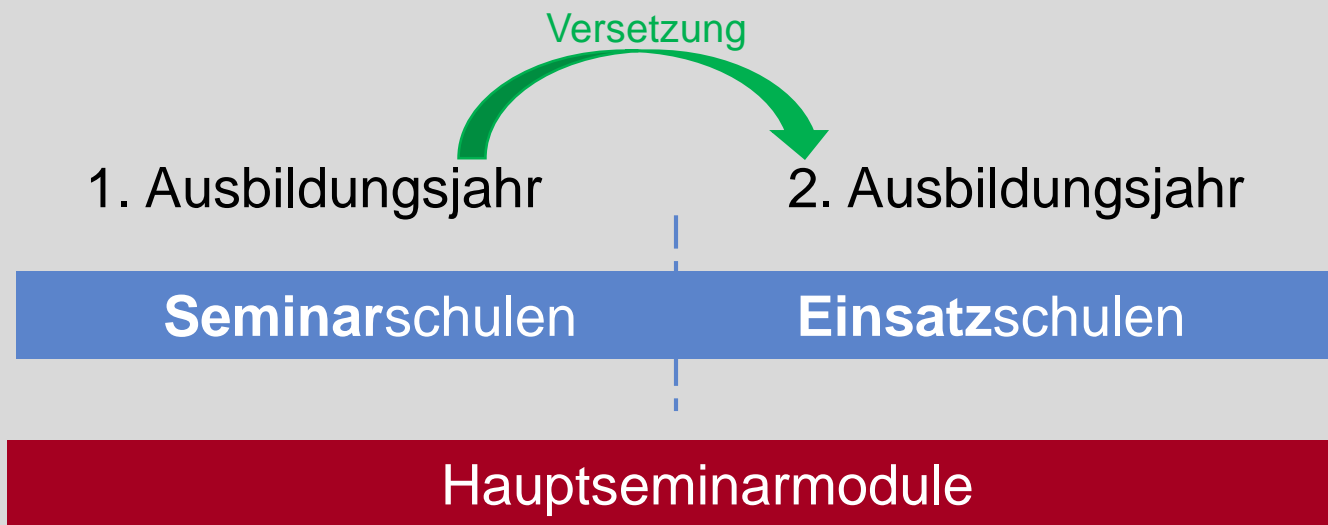 Versetzung
1. Ausbildungsjahr
2. Ausbildungsjahr
Seminarschulen
Einsatzschulen
Hauptseminarmodule